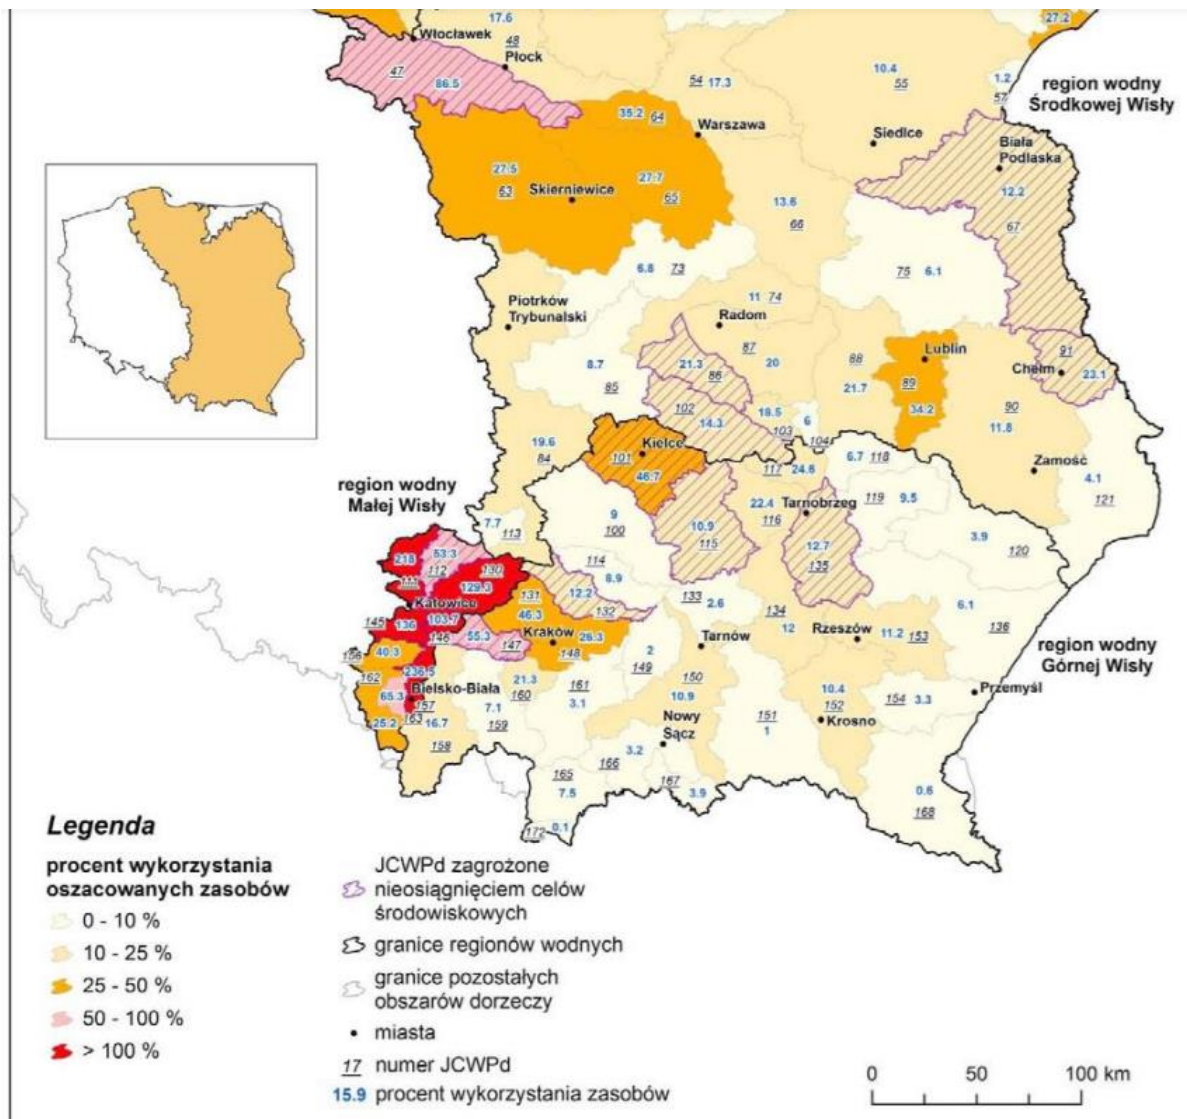 17.6
27.2
Włocławek
48
Płock
47
86.5
54
17.3
10.4
55
1.2
57
region wodny
Środkowej Wisły
35.2
64
Warszawa
Siedlce
Biała
Podlaska
27.5
63
Skierniewice
27.7
65
12.2
67
13.6
66
6.8
73
75
6.1
Piotrków
Trybunalski
11
74
Radom
87
20
88
21.7
Lublin
89
34.2
91
Chełm
23.1
8.7
85
21.3
86
102
14.3
18.5
103
6
104
90
11.8
19.6
84
Kielce
101
46.7
117
24.6
6.7
118
Zamość
4.1
121
region wodny
Małej Wisły
7.7
113
9
100
10.9
115
22.4
116
Tarnobrzeg
119
9.5
12.7
135
3.9
120
218
53.3
112
130
111
129.3
Katowice
114
8.9
12.2
132
131
46.3
133
2.6
134
12
6.1
136
145
136
103.7
146
55.3
147
Kraków
26.3
148
Tarnów
Rzeszów
11.2
153
region wodny
Górnej Wisły
156
40.3
162
236.5
Bielsko-Biała
65.3
157
163
25.2
16.7
158
21.3
160
7.1
159
161
3.1
2
149
150
10.9
10.4
152
Krosno
154
3.3
Przemyśl
Nowy
Sącz
151
1
3.2
166
165
7.5
167
3.9
172
0.1
0.6
168
Legenda
procent wykorzystania
oszacowanych zasobów
0 - 10 %
10 - 25 %
25 - 50 %
50 - 100 %
> 100 %
JCWPd zagrożone
nieosiągnięciem celów
środowiskowych
granice regionów wodnych
granice pozostałych
obszarów dorzeczy
miasta
17 numer JCWPd
15.9 procent wykorzystania zasobów
0 50 100 km